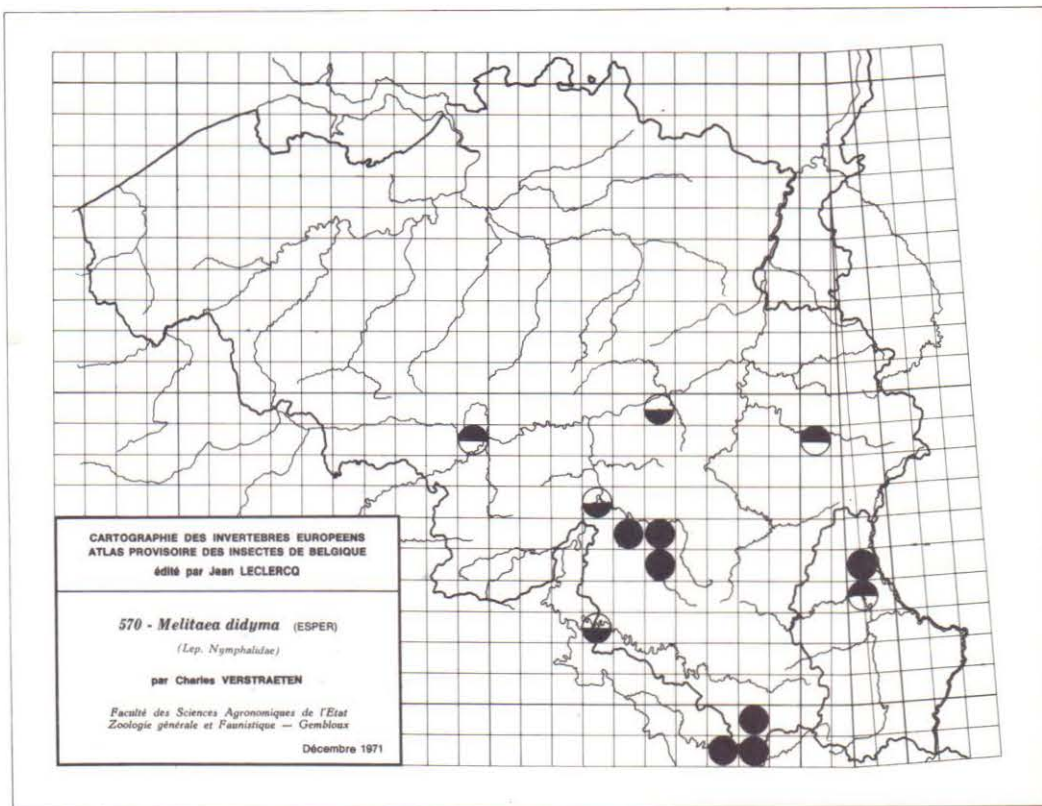 CARTOGRAPHIE DES INVERTEBRES EUROPEENS
ATLAS PROVISOIRE DES INSECTES DE BELGIQUE
édité par Jean LECLERCQ
570 - Melitaea didyma (ESPER)
(Lep. Nymphalidae)
par Charles VERSTRAETEN
Faculté des Sciences Agronomiques de l'Etat
Zoologie générale et Faunistique — Gembloux
Décembre 1971